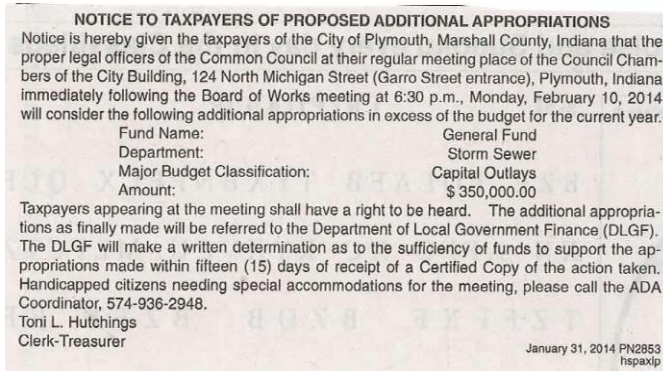 NOTICE TO TAXPAYERS OF PROPOSED ADDITIONAL APPROPRIATIONS
Notice is hereby given the taxpayers of the City of Plymouth, Marshall County, Indiana that the
proper legal officers of the Common Council at their regular meeting place of the Council Cham-
bers of the City Building, 124 North Michigan Street (Garro Street entrance), Plymouth, Indiana
immediately following the Board of Works meeting at 6:30 p.m., Monday, February 10, 2014
will consider the following additional appropriations in excess of the budget for the current year.
Fund Name: General Fund
Department: Storm Sewer
Major Budget Classification: Capital Outlays
Amount: $ 350,000.00
Taxpayers appearing at the meeting shall have a right to be heard. The additional appropria-
tions as finally made will be referred to the Department of Local Government Finance (DLGF).
The DLGF will make a written determination as to the sufficiency of funds to support the ap-
propriations made within fifteen (15) days of receipt of a Certified Copy of the action taken.
Handicapped citizens needing special accommodations for the meeting, please call the ADA
Coordinator, 574-936-2948.
Toni L. Hutchings
Clerk-Treasurer
January 31, 2014 PN2853
hspaxlp